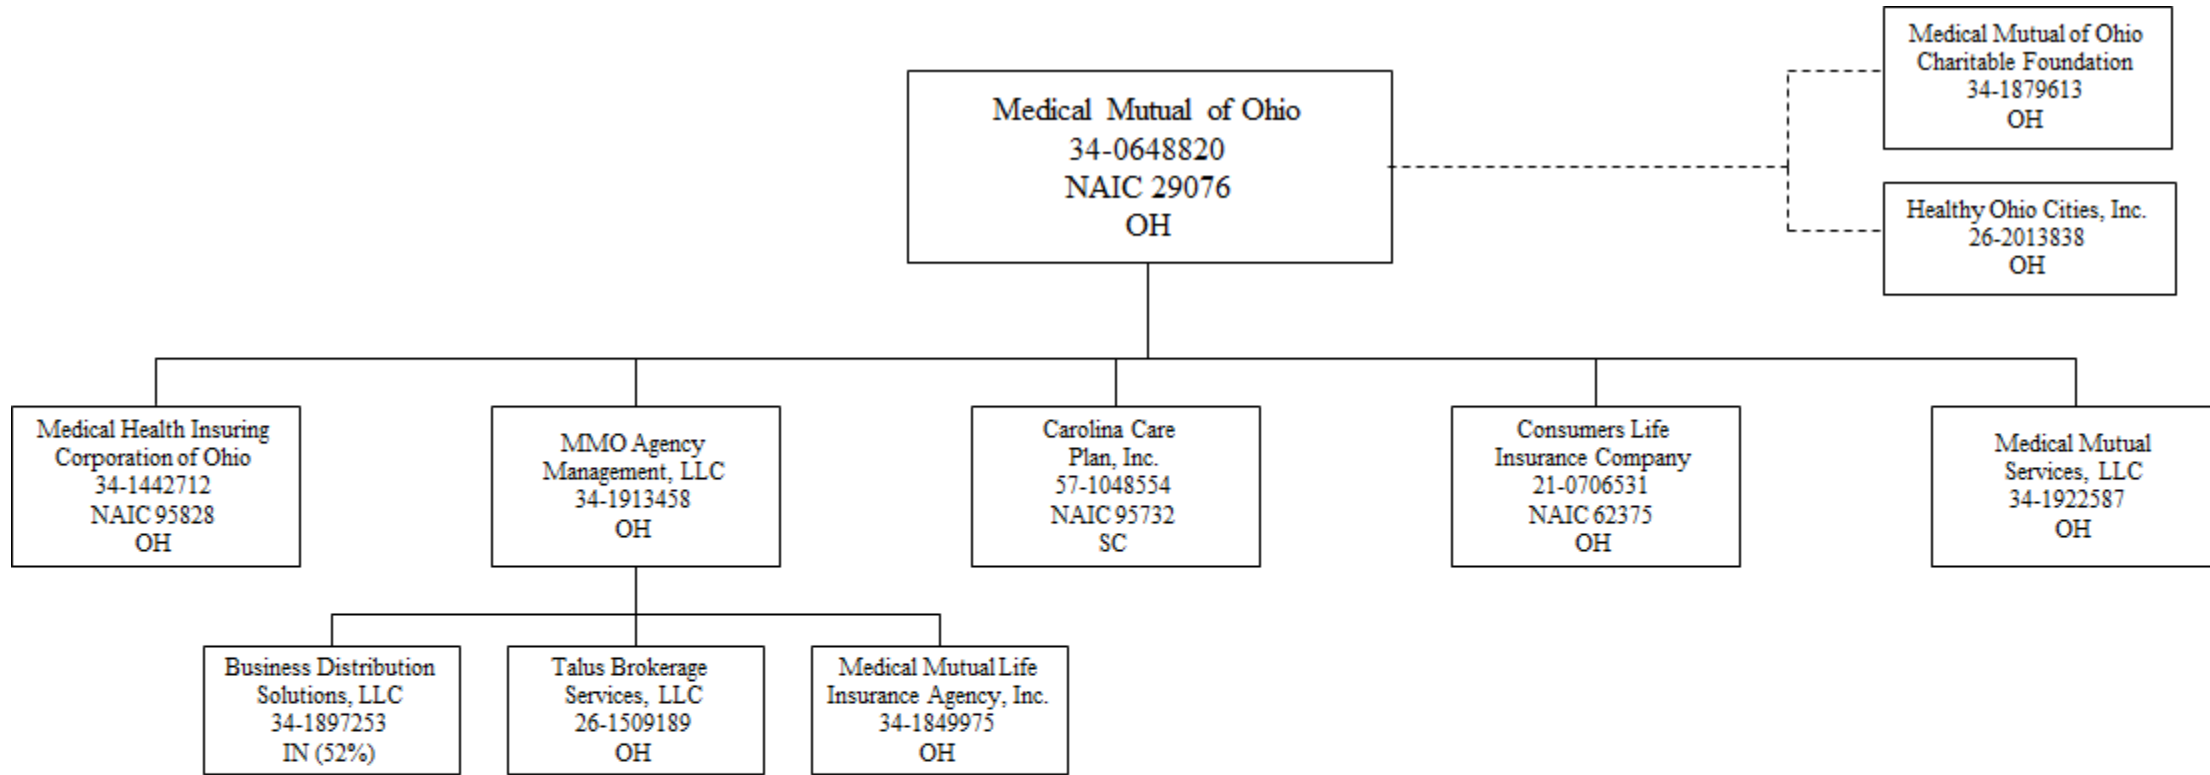 Medical Mutual of Ohio
Charitable Foundation
34-1879613
OH
Medical Mutual of Ohio
34-0648820
NAIC 29076
OH
Healthy Ohio Cities, Inc.
26-2013838
OH
Medical Health Insuring
Corporation of Ohio
34-1442712
NAIC 95828
OH
MMO Agency
Management, LLC
34-1913458
OH
Carolina Care
Plan, Inc.
57-1048554
NAIC 95732
SC
Consumers Life
Insurance Company
21-0706531
NAIC 62375
OH
Medical Mutual
Services, LLC
34-1922587
OH
Business Distribution
Solutions, LLC
34-1897253
IN (52%)
Talus Brokerage
Services, LLC
26-1509189
OH
Medical Mutual Life
Insurance Agency, Inc.
34-1849975
OH